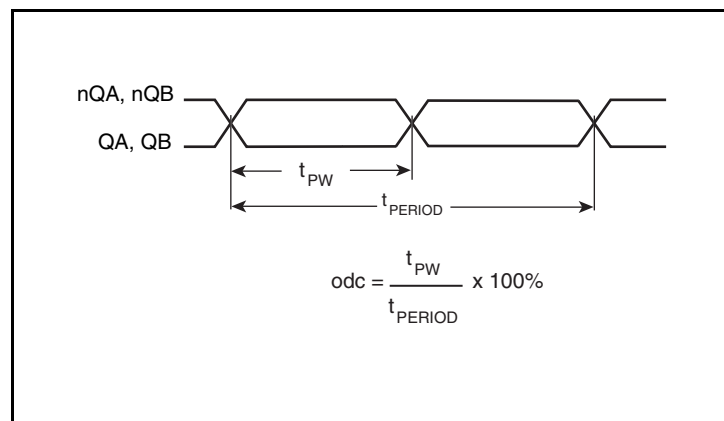 nQA, nQB
QA, QB
tPW
tPERIOD
odc = tPW / tPERIOD x 100%